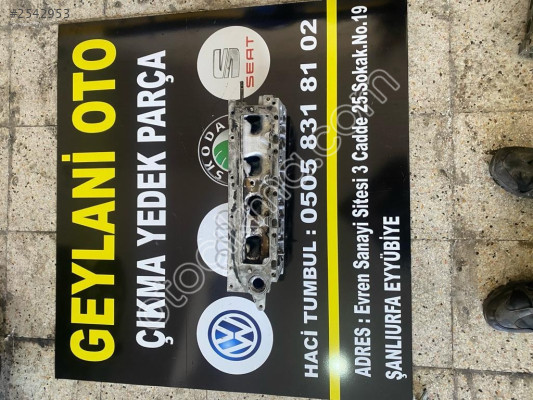 #2542953
GEYLANİ OTO
ÇIKMA YEDEK PARÇA
SEAT
SKODA
HACİ TUMBUL : 0505 831 81 02
ADRES : Evren Sanayi Sitesi 3 Cadde 25.Sokak.No.19
ŞANLIURFA EYYÜBİYE